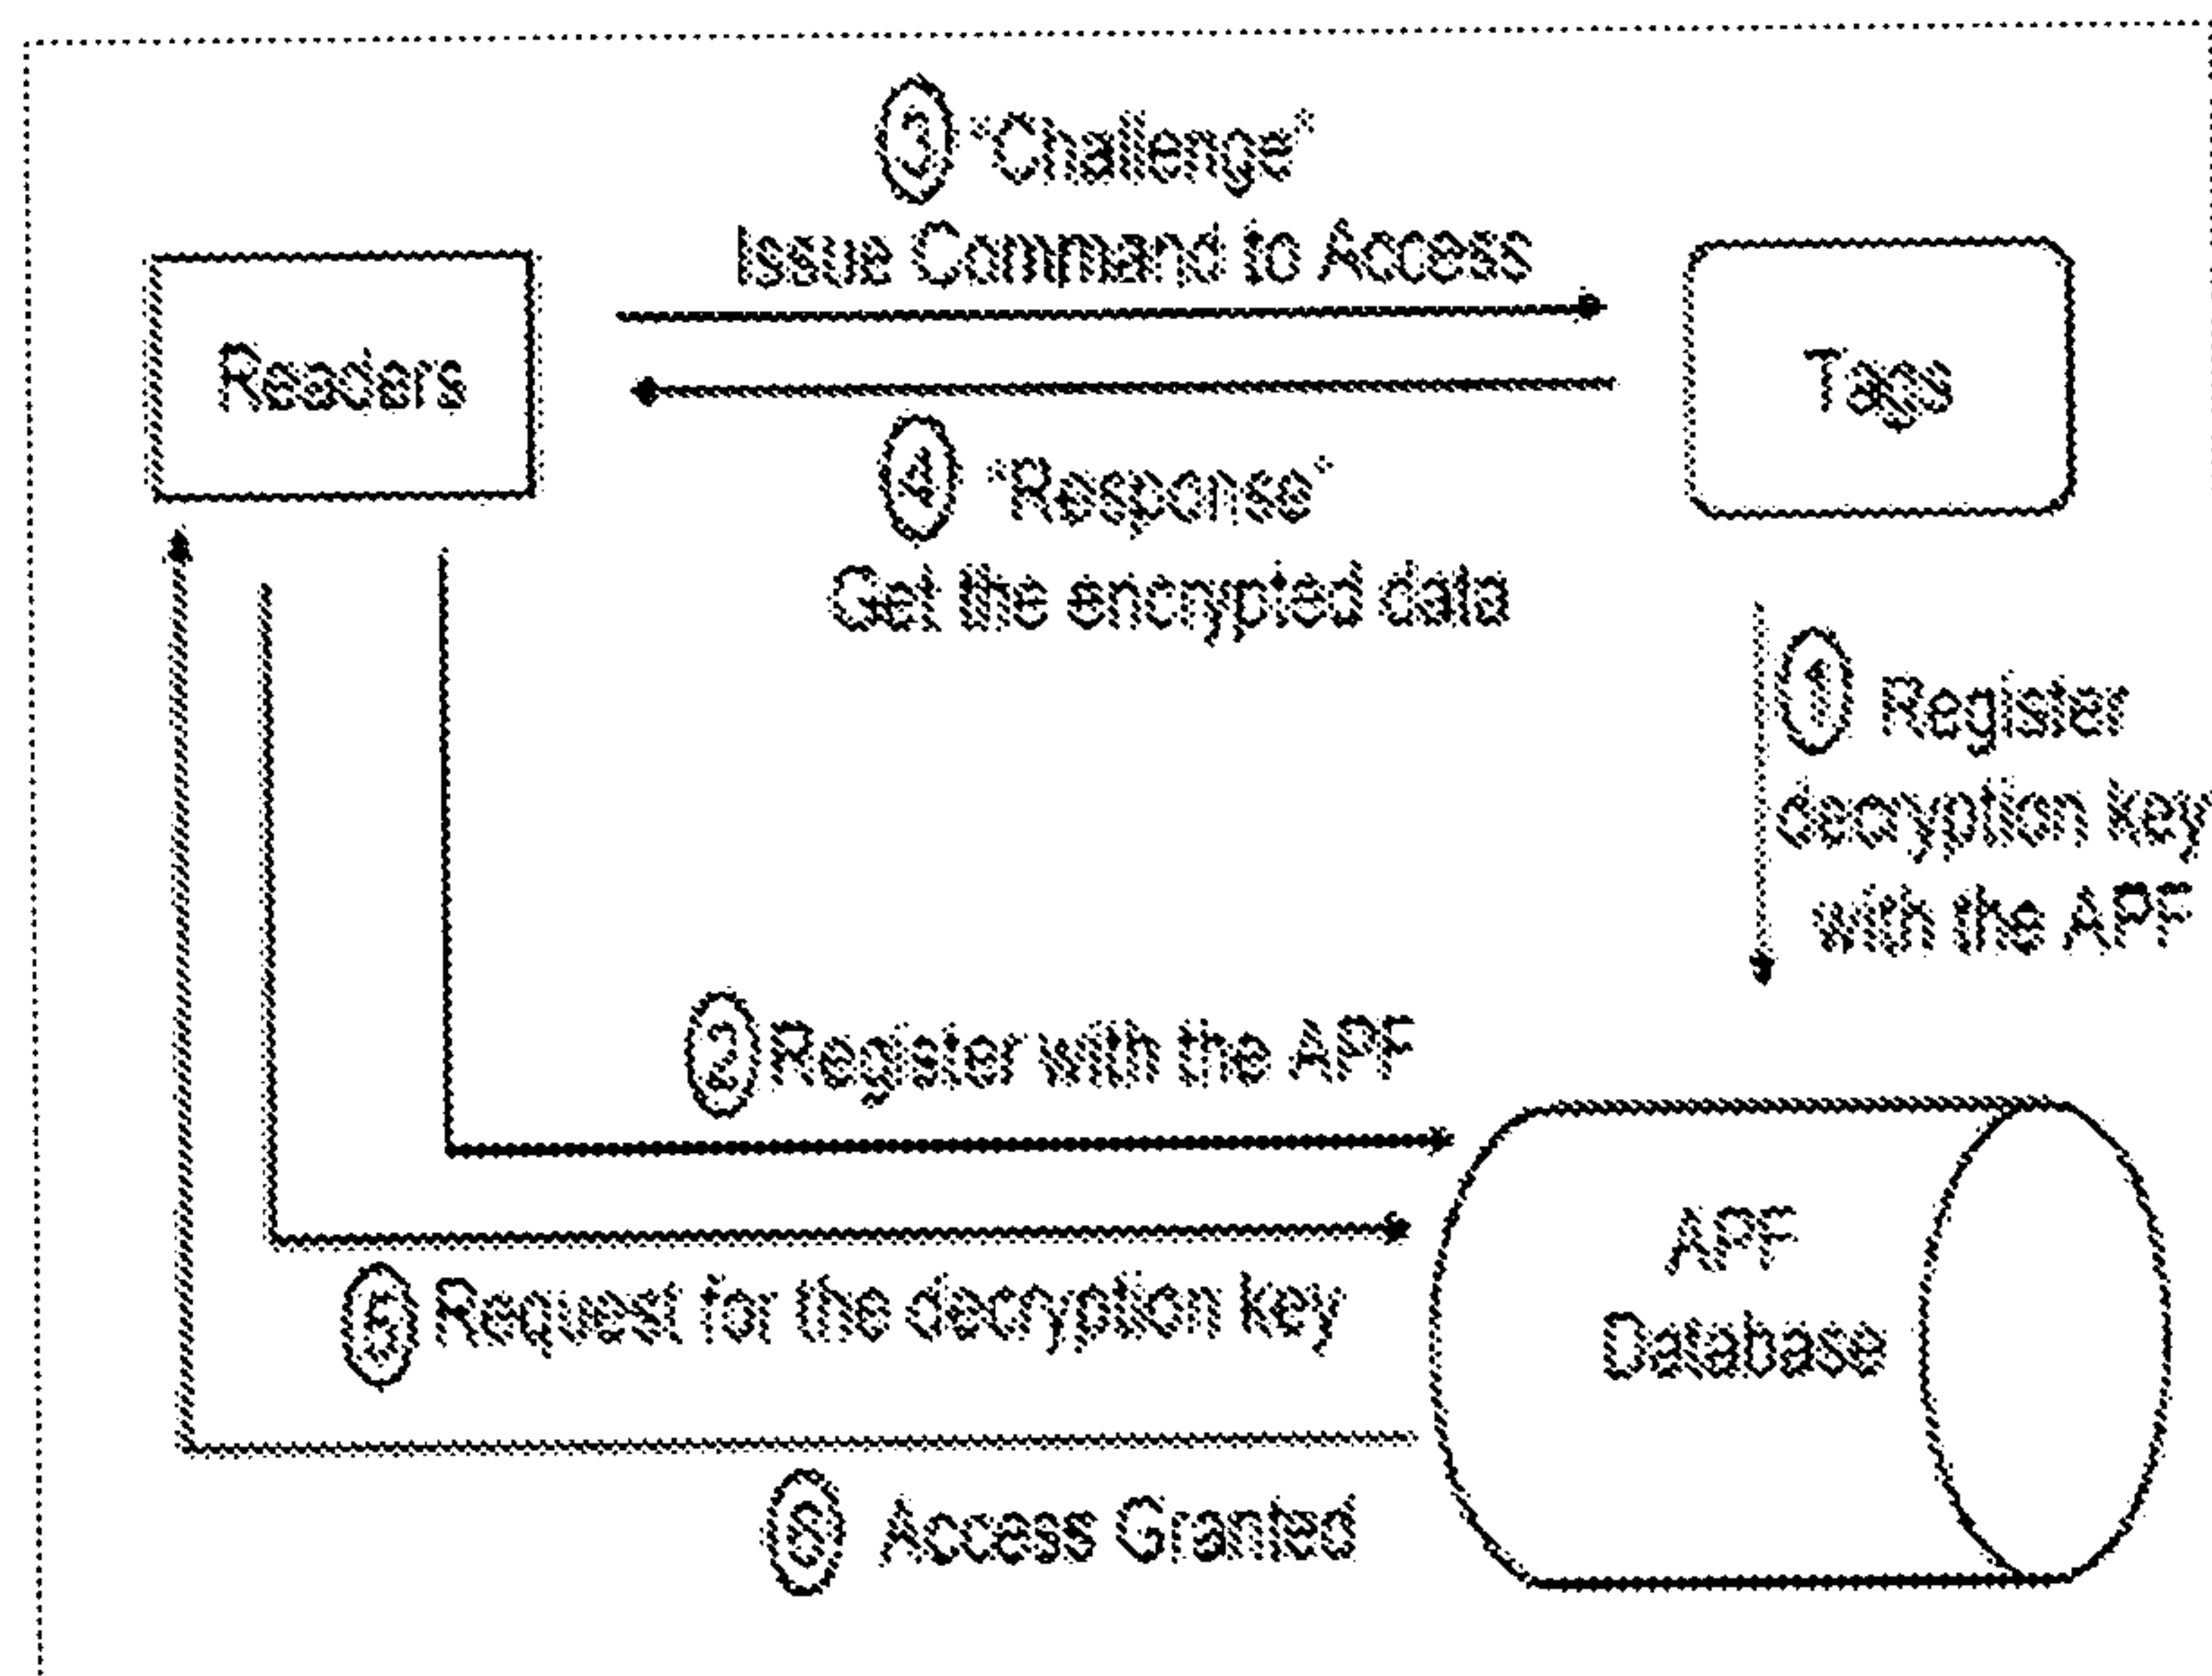 ③ "Challenge"
Issue Command to Access
Readers
Tags
④ "Response"
Get the encrypted data
① Register
decryption key
with the APF
② Register with the APF
APF
Database
⑤ Request for the decryption key
⑥ Access Granted